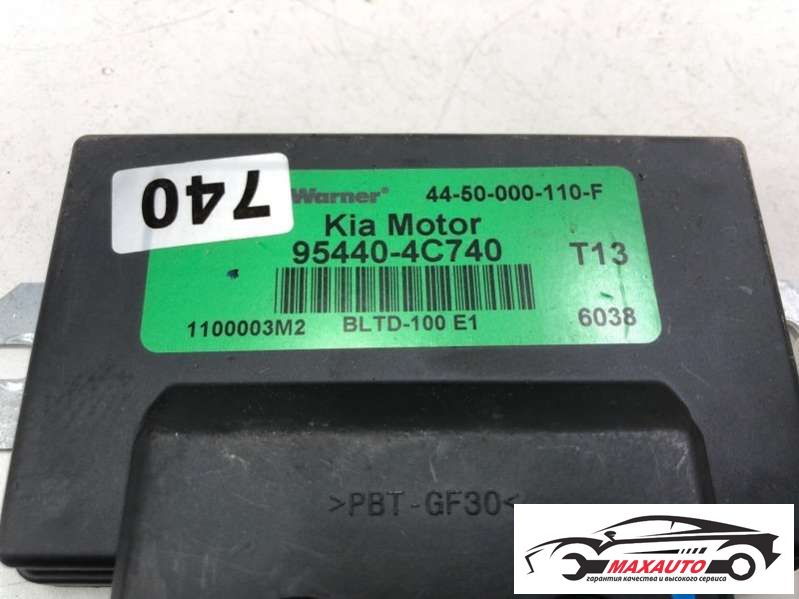 740
Warner® 44-50-000-110-F
Kia Motor
95440-4C740 T13
1100003M2 BLTD-100 E1 6038
>PBT-GF30<
MAXAUTO
гарантия качества и высокого сервиса